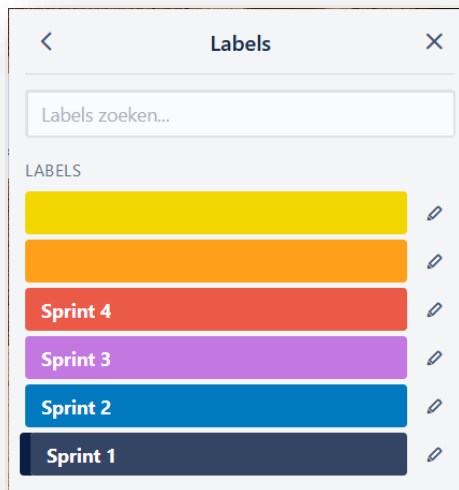 Labels
Labels zoeken...
LABELS
Sprint 4
Sprint 3
Sprint 2
Sprint 1